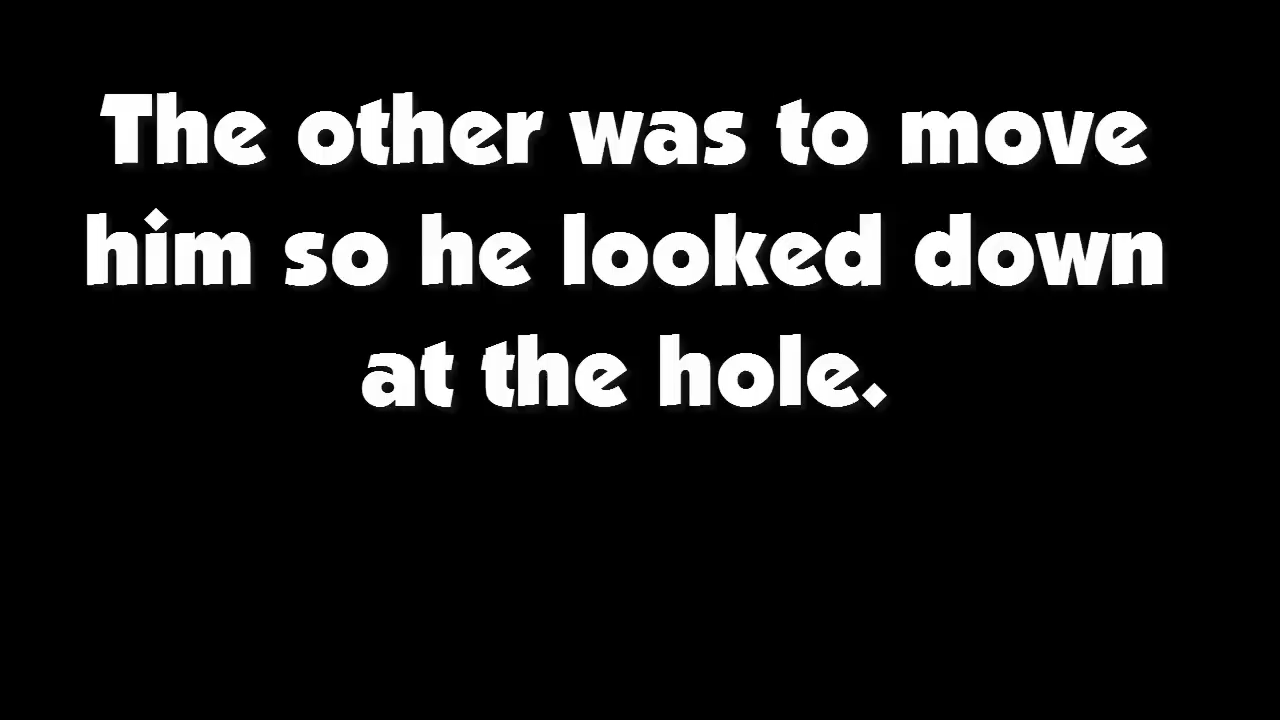 The other was to move
him so he looked down
at the hole.